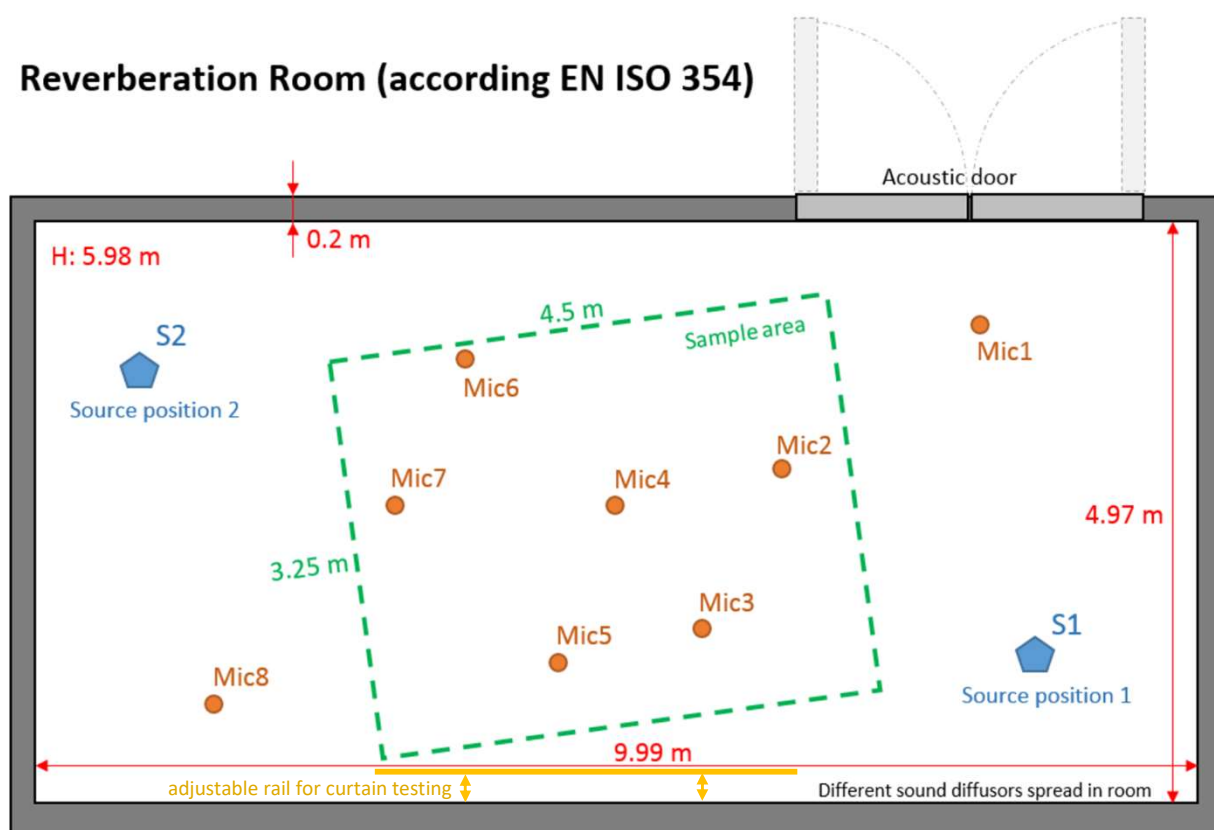 Reverberation Room (according EN ISO 354)
Acoustic door
0.2 m
H: 5.98 m
4.5 m
Sample area
S2
Source position 2
Mic1
Mic6
Mic2
Mic7
Mic4
4.97 m
3.25 m
Mic3
Mic5
S1
Mic8
Source position 1
9.99 m
adjustable rail for curtain testing
Different sound diffusors spread in room